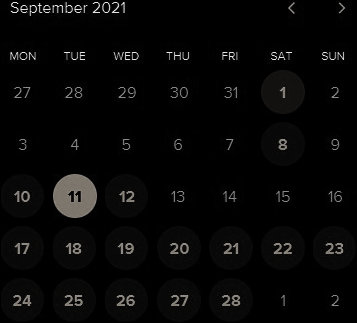 September 2021 < >
MON TUE WED THU FRI SAT SUN
27 28 29 30 31 1 2
3 4 5 6 7 8 9
10 11 12 13 14 15 16
17 18 19 20 21 22 23
24 25 26 27 28 1 2